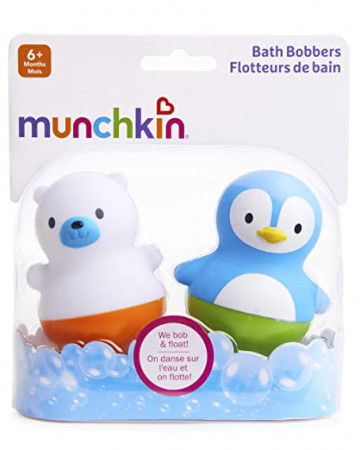 6+
Months
Mois
Bath Bobbers
Flotteurs de bain
munchkin®
We bob
& float!
On danse sur
l'eau et
on flotte!